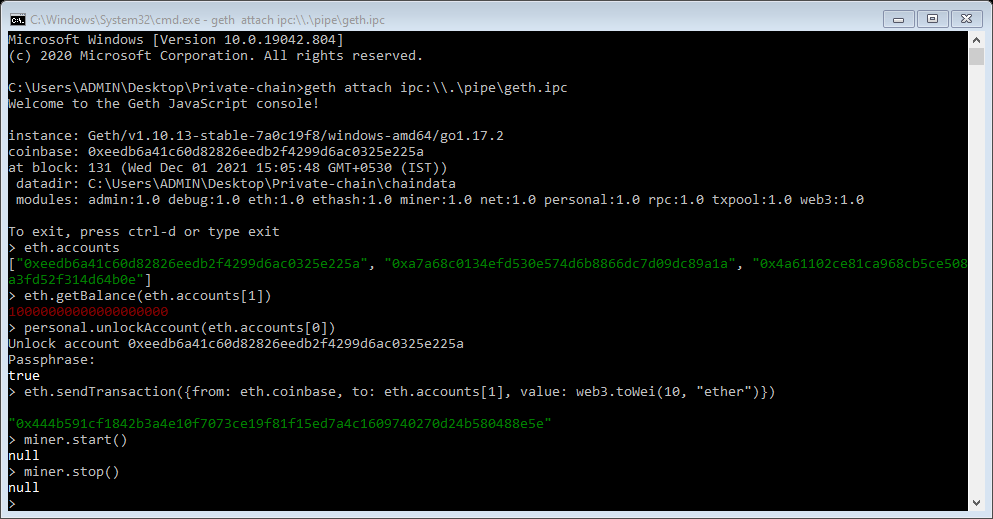 C:\Windows\System32\cmd.exe - geth attach ipc:\\.\pipe\geth.ipc
Microsoft Windows [Version 10.0.19042.804]
(c) 2020 Microsoft Corporation. All rights reserved.
C:\Users\ADMIN\Desktop\Private-chain>geth attach ipc:\\.\pipe\geth.ipc
Welcome to the Geth JavaScript console!
instance: Geth/v1.10.13-stable-7a0c19f8/windows-amd64/go1.17.2
coinbase: 0xeedb6a41c60d82826eedb2f4299d6ac0325e225a
at block: 131 (Wed Dec 01 2021 15:05:48 GMT+0530 (IST))
 datadir: C:\Users\ADMIN\Desktop\Private-chain\chaindata
 modules: admin:1.0 debug:1.0 eth:1.0 ethash:1.0 miner:1.0 net:1.0 personal:1.0 rpc:1.0 txpool:1.0 web3:1.0
To exit, press ctrl-d or type exit
> eth.accounts
["0xeedb6a41c60d82826eedb2f4299d6ac0325e225a", "0xa7a68c0134efd530e574d6b8866dc7d09dc89a1a", "0x4a61102ce81ca968cb5ce508
a3fd52f314d64b0e"]
> eth.getBalance(eth.accounts[1])
10000000000000000000
> personal.unlockAccount(eth.accounts[0])
Unlock account 0xeedb6a41c60d82826eedb2f4299d6ac0325e225a
Passphrase:
true
> eth.sendTransaction({from: eth.coinbase, to: eth.accounts[1], value: web3.toWei(10, "ether")})
"0x444b591cf1842b3a4e10f7073ce19f81f15ed7a4c1609740270d24b580488e5e"
> miner.start()
null
> miner.stop()
null
>